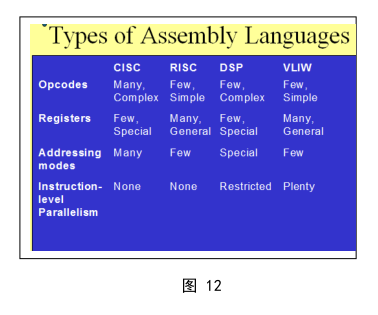 Types of Assembly Languages
CISC RISC DSP VLIW
Opcodes Many, Few, Few, Few,
Complex Simple Complex Simple
Registers Few, Many, Few, Many,
Special General Special General
Addressing Many Few Special Few
modes
Instruction- None None Restricted Plenty
level
Parallelism
图 12